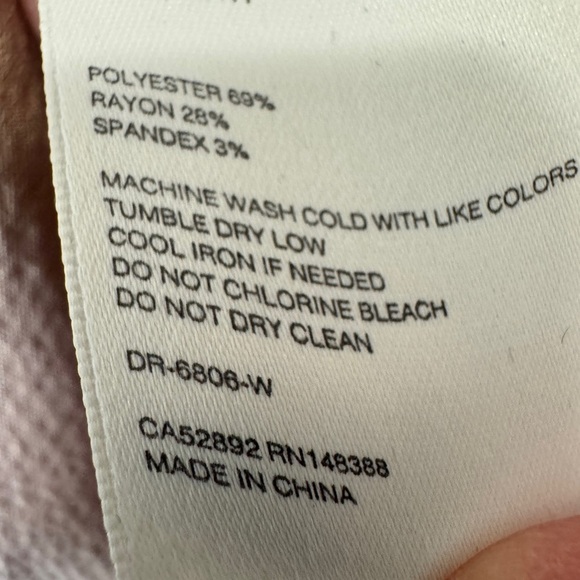 POLYESTER 69%
RAYON 28%
SPANDEX 3%
MACHINE WASH COLD WITH LIKE COLORS
TUMBLE DRY LOW
COOL IRON IF NEEDED
DO NOT CHLORINE BLEACH
DO NOT DRY CLEAN
DR-6806-W
CA52892 RN148388
MADE IN CHINA